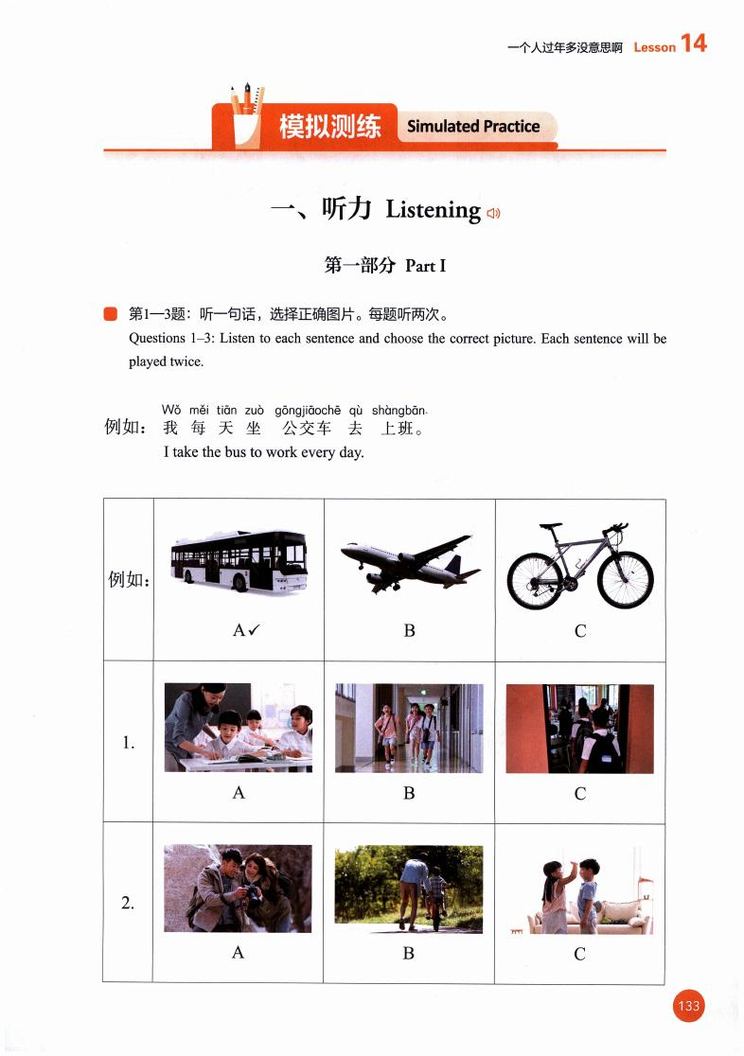 一个人过年多没意思啊 Lesson 14
模拟测练 Simulated Practice
一、听力 Listening
第一部分 Part I
第1—3题：听一句话，选择正确图片。每题听两次。
Questions 1–3: Listen to each sentence and choose the correct picture. Each sentence will be
played twice.
Wǒ měi tiān zuò gōngjiāochē qù shàngbān.
例如：我 每 天 坐 公交车 去 上班。
I take the bus to work every day.
例如：
A✓ B C
1.
A B C
2.
A B C
133